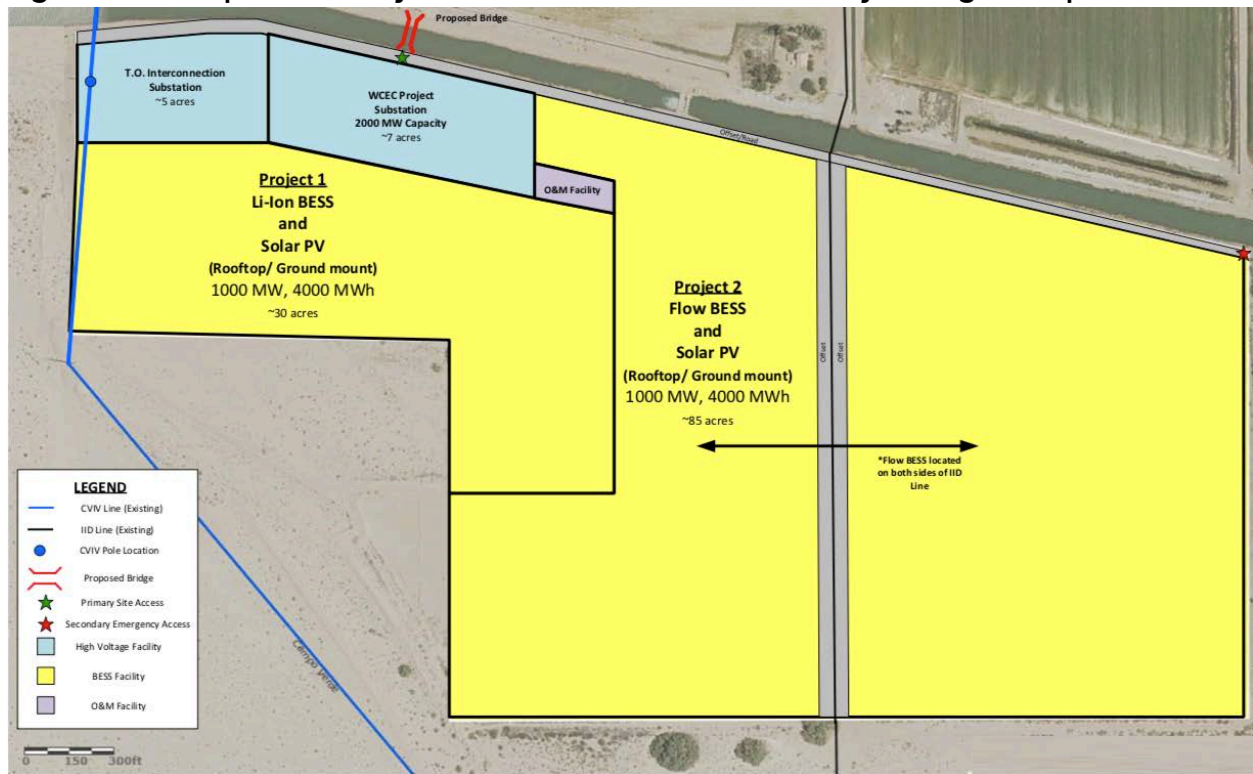 Proposed Bridge
T.O. Interconnection
Substation
~5 acres
WCEC Project
Substation
2000 MW Capacity
~7 acres
Offset/Road
O&M Facility
Project 1
Li-Ion BESS
and
Solar PV
(Rooftop/ Ground mount)
1000 MW, 4000 MWh
~30 acres
Project 2
Flow BESS
and
Solar PV
(Rooftop/ Ground mount)
1000 MW, 4000 MWh
~85 acres
Offset
Offset
*Flow BESS located
on both sides of IID
Line
LEGEND
CVIV Line (Existing)
IID Line (Existing)
CVIV Pole Location
Proposed Bridge
Primary Site Access
Secondary Emergency Access
High Voltage Facility
BESS Facility
O&M Facility
Campo Verde
0 150 300ft